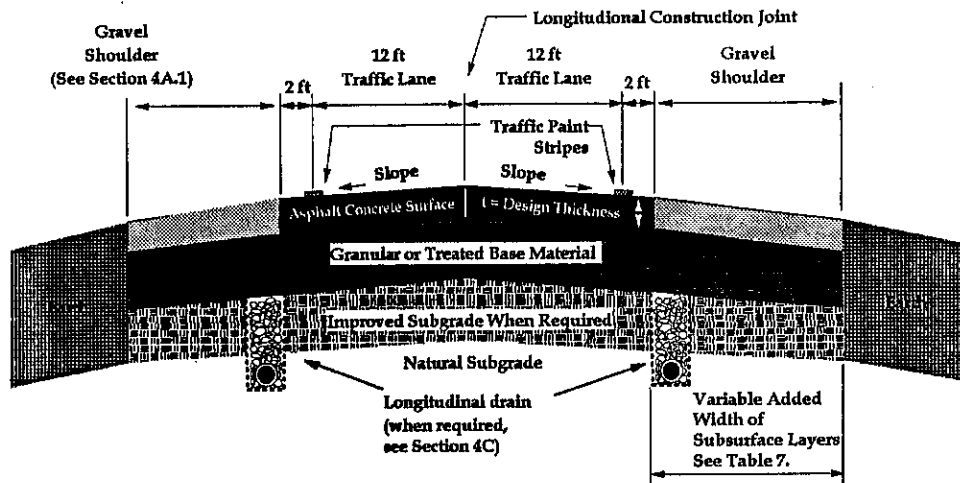 Longitudional Construction Joint
Gravel
Shoulder
(See Section 4A.1)
2 ft
12 ft
Traffic Lane
12 ft
Traffic Lane
2 ft
Gravel
Shoulder
Traffic Paint
Stripes
Slope
Slope
Asphalt Concrete Surface
t = Design Thickness
Granular or Treated Base Material
Improved Subgrade When Required
Natural Subgrade
Longitudinal drain
(when required,
see Section 4C)
Variable Added
Width of
Subsurface Layers
See Table 7.